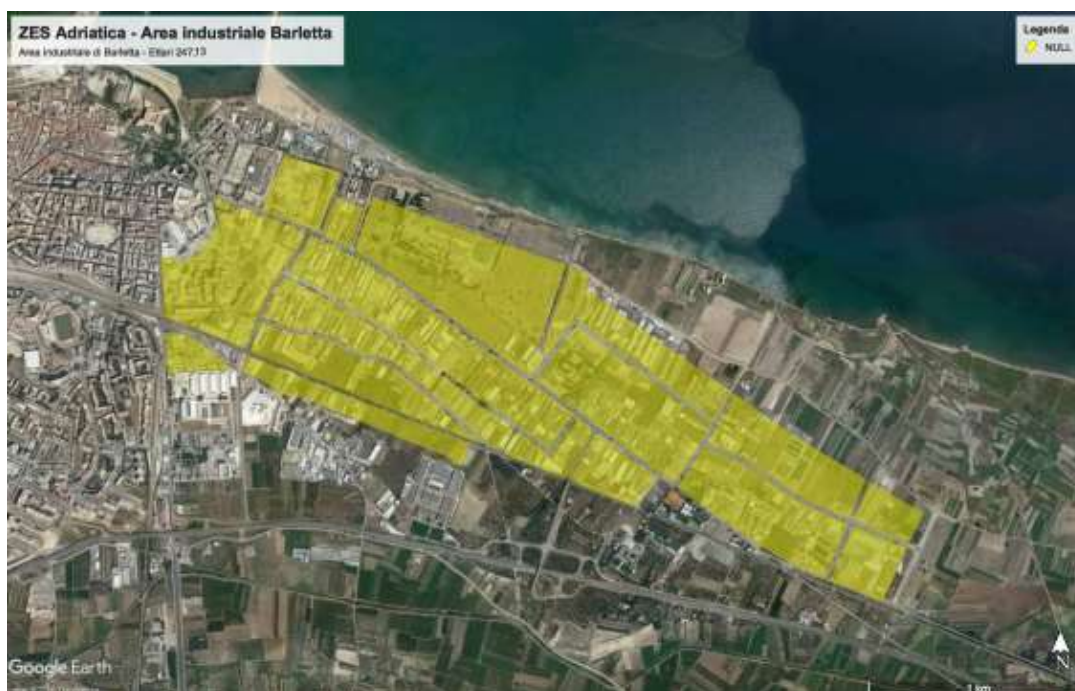 ZES Adriatica - Area industriale Barletta
Area industriale di Barletta - Ettari 247,13
Legenda
NULL
Google Earth
N
1 km